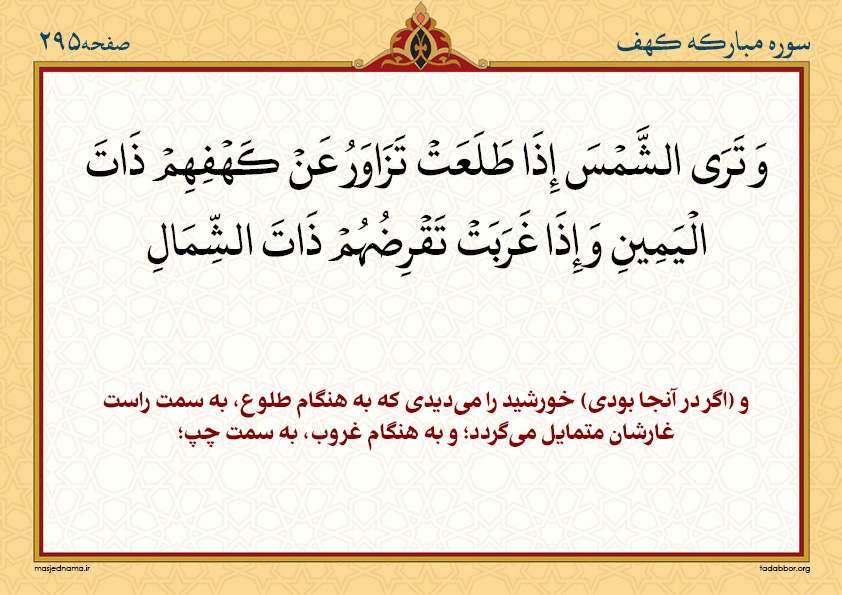 سوره مبارکه کهف
صفحه۲۹۵
وَ تَرَى الشَّمْسَ إِذَا طَلَعَتْ تَزَاوَرُ عَنْ كَهْفِهِمْ ذَاتَ
الْيَمِينِ وَ إِذَا غَرَبَتْ تَقْرِضُهُمْ ذَاتَ الشِّمَالِ
و (اگر در آنجا بودی) خورشید را می‌دیدی که به هنگام طلوع، به سمت راست
غارشان متمایل می‌گردد؛ و به هنگام غروب، به سمت چپ؛
masjednama.ir
tadabbor.org